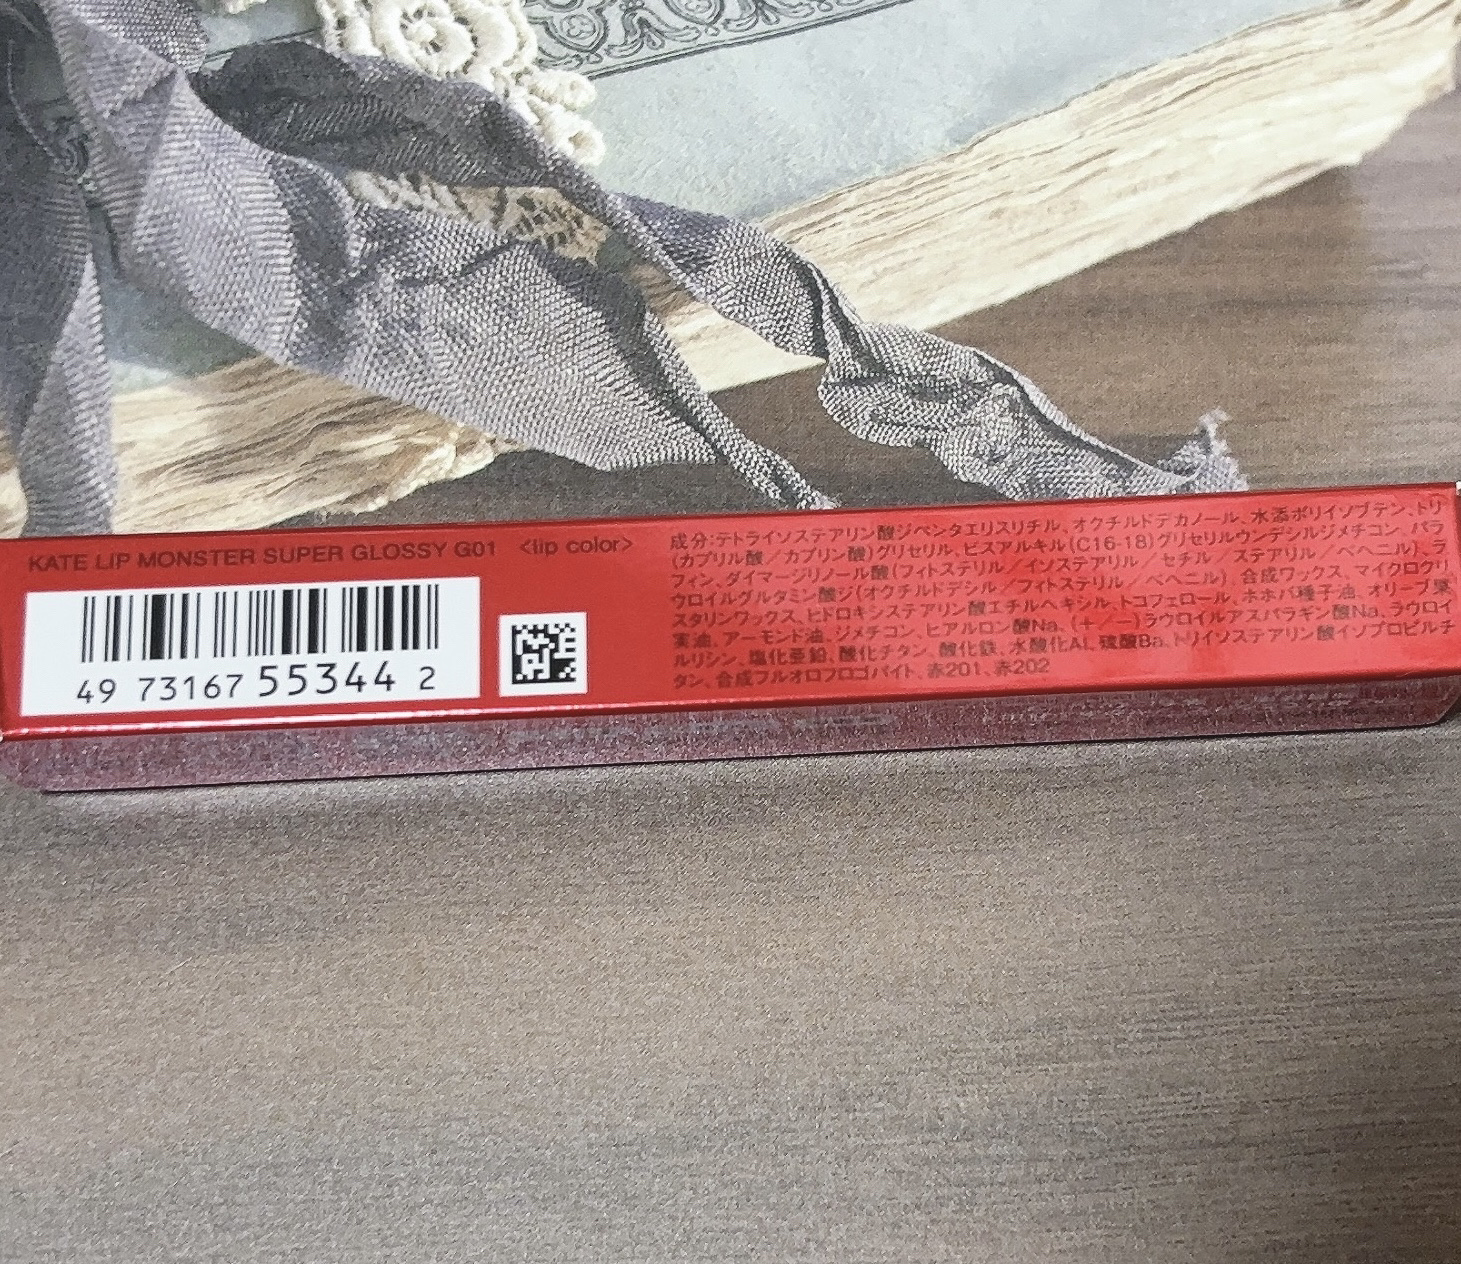 KATE LIP MONSTER SUPER GLOSSY G01 <lip color>
49 73167 55344 2
成分:テトライソステアリン酸ジペンタエリスリチル、オクチルドデカノール、水添ポリイソブテン、トリ
(カプリル酸/カプリン酸)グリセリル、ビスアルキル(C16-18)グリセリルウンデシルジメチコン、パラ
フィン、ダイマージリノール酸(フィトステリル/イソステアリル/セチル/ステアリル/ベヘニル)、ラ
ウロイルグルタミン酸ジ(オクチルドデシル/フィトステリル/ベヘニル)、合成ワックス、マイクロクリ
スタリンワックス、ヒドロキシステアリン酸エチルヘキシル、トコフェロール、ホホバ種子油、オリーブ果
実油、アーモンド油、ジメチコン、ヒアルロン酸Na、(+/-)ラウロイルアスパラギン酸Na、ラウロイ
ルリシン、塩化亜鉛、酸化チタン、酸化鉄、水酸化Al、硫酸Ba、トリイソステアリン酸イソプロピルチ
タン、合成フルオロフロゴパイト、赤201、赤202